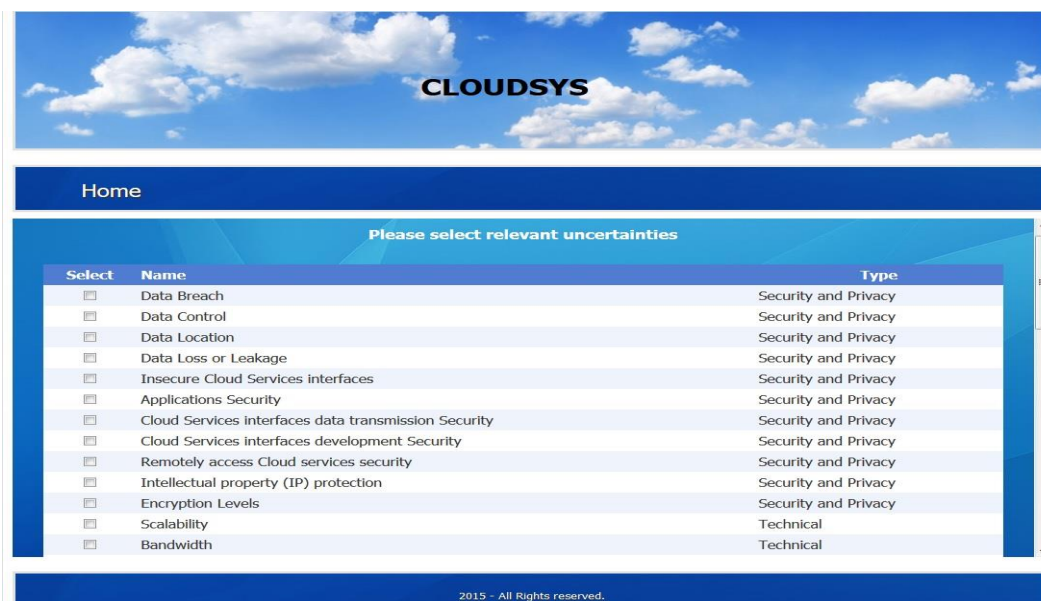 CLOUDSYS
Home
Please select relevant uncertainties
Select Name Type
Data Breach Security and Privacy
Data Control Security and Privacy
Data Location Security and Privacy
Data Loss or Leakage Security and Privacy
Insecure Cloud Services interfaces Security and Privacy
Applications Security Security and Privacy
Cloud Services interfaces data transmission Security Security and Privacy
Cloud Services interfaces development Security Security and Privacy
Remotely access Cloud services security Security and Privacy
Intellectual property (IP) protection Security and Privacy
Encryption Levels Security and Privacy
Scalability Technical
Bandwidth Technical
2015 - All Rights reserved.